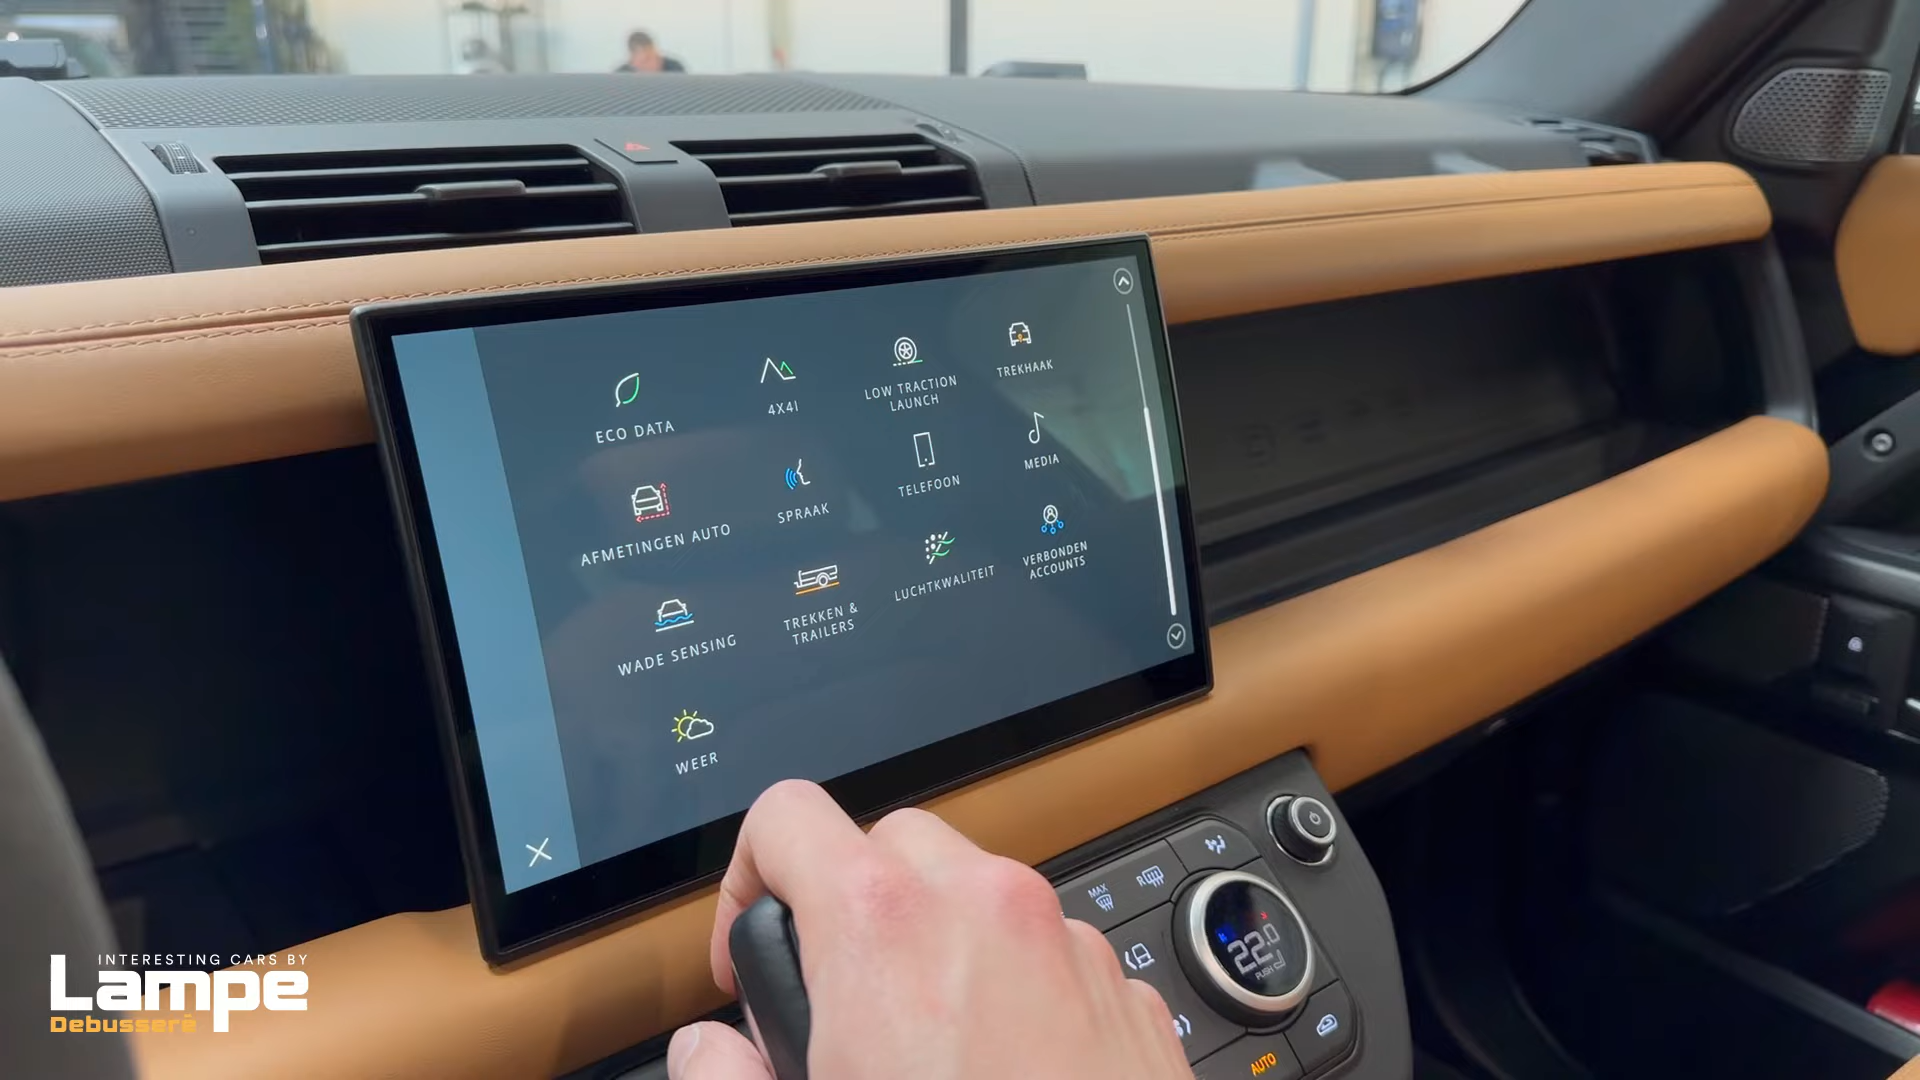 ECO DATA
4X4I
LOW TRACTION
LAUNCH
TREKHAAK
AFMETINGEN AUTO
SPRAAK
TELEFOON
MEDIA
WADE SENSING
TREKKEN &
TRAILERS
LUCHTKWALITEIT
VERBONDEN
ACCOUNTS
WEER
MAX
R
22.0
PUSH
AUTO
INTERESTING CARS BY
Lampe
Debusseré